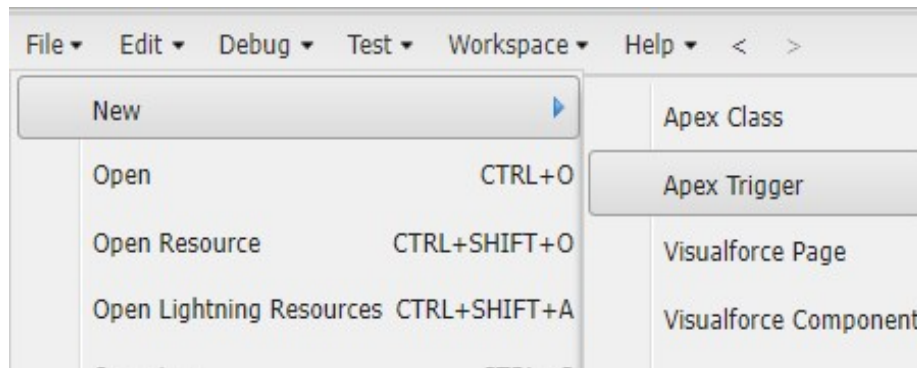 File ▾ Edit ▾ Debug ▾ Test ▾ Workspace ▾ Help ▾ < >
New
Apex Class
Open CTRL+O
Apex Trigger
Open Resource CTRL+SHIFT+O
Visualforce Page
Open Lightning Resources CTRL+SHIFT+A
Visualforce Component